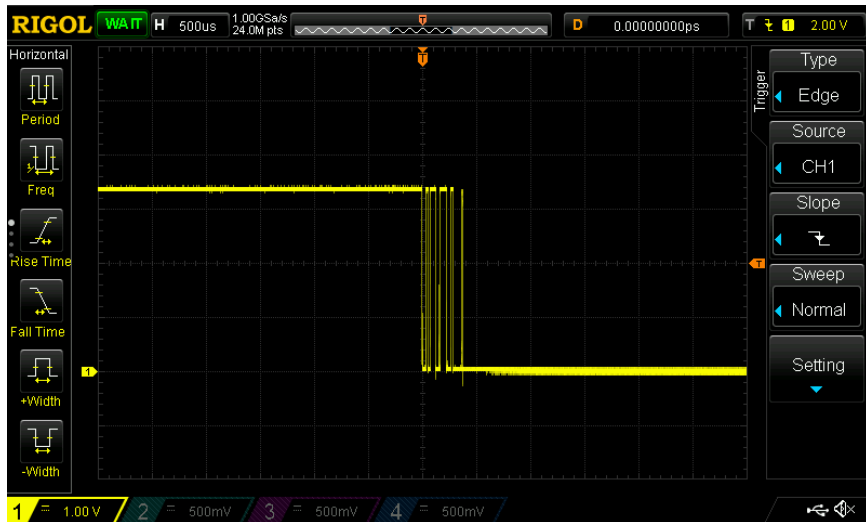 RIGOL WAIT H 500us 1.00GSa/s
24.0M pts
T
D 0.00000000ps T 1 2.00 V
Horizontal
Period
Freq
Rise Time
Fall Time
+Width
-Width
T
T
1
Trigger
Type
Edge
Source
CH1
Slope
Sweep
Normal
Setting
1 = 1.00 V 2 = 500mV 3 = 500mV 4 = 500mV